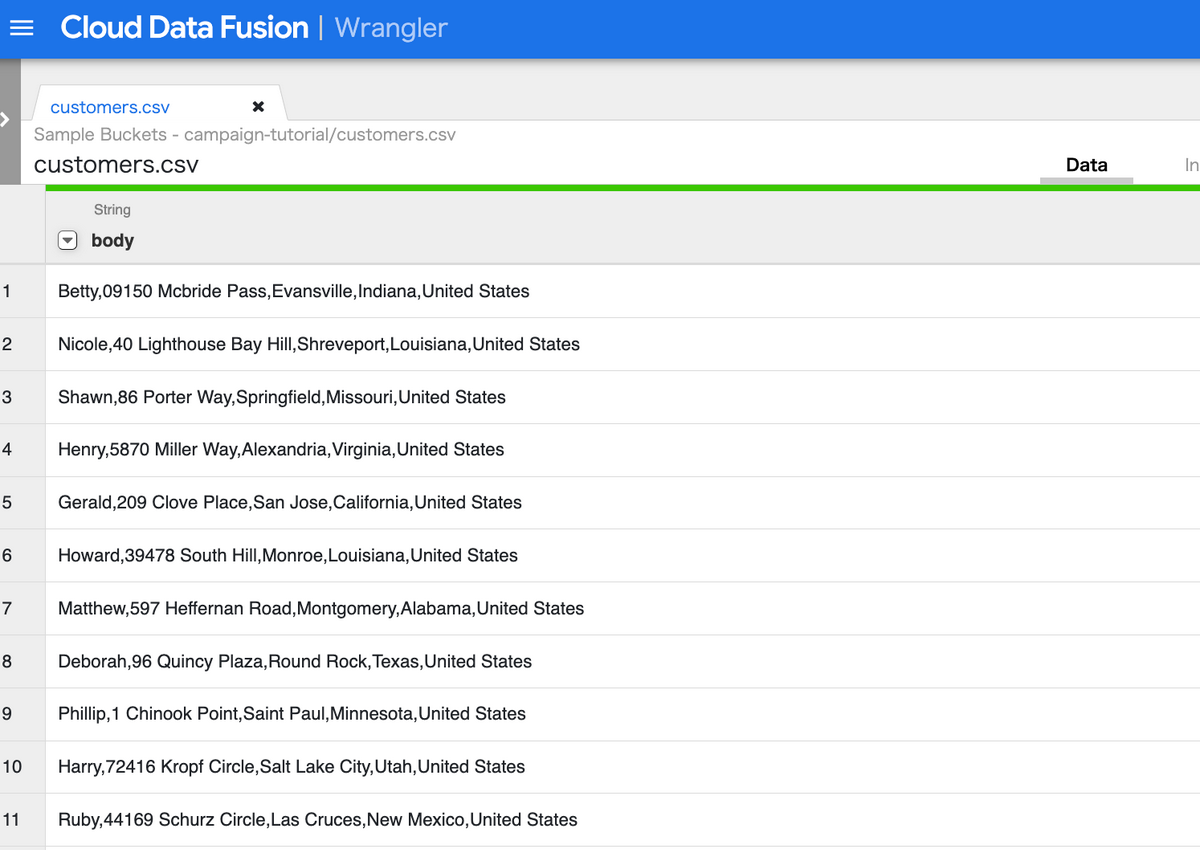 Cloud Data Fusion | Wrangler
customers.csv
Sample Buckets - campaign-tutorial/customers.csv
customers.csv
Data In
String
body
1 Betty,09150 Mcbride Pass,Evansville,Indiana,United States
2 Nicole,40 Lighthouse Bay Hill,Shreveport,Louisiana,United States
3 Shawn,86 Porter Way,Springfield,Missouri,United States
4 Henry,5870 Miller Way,Alexandria,Virginia,United States
5 Gerald,209 Clove Place,San Jose,California,United States
6 Howard,39478 South Hill,Monroe,Louisiana,United States
7 Matthew,597 Heffernan Road,Montgomery,Alabama,United States
8 Deborah,96 Quincy Plaza,Round Rock,Texas,United States
9 Phillip,1 Chinook Point,Saint Paul,Minnesota,United States
10 Harry,72416 Kropf Circle,Salt Lake City,Utah,United States
11 Ruby,44169 Schurz Circle,Las Cruces,New Mexico,United States